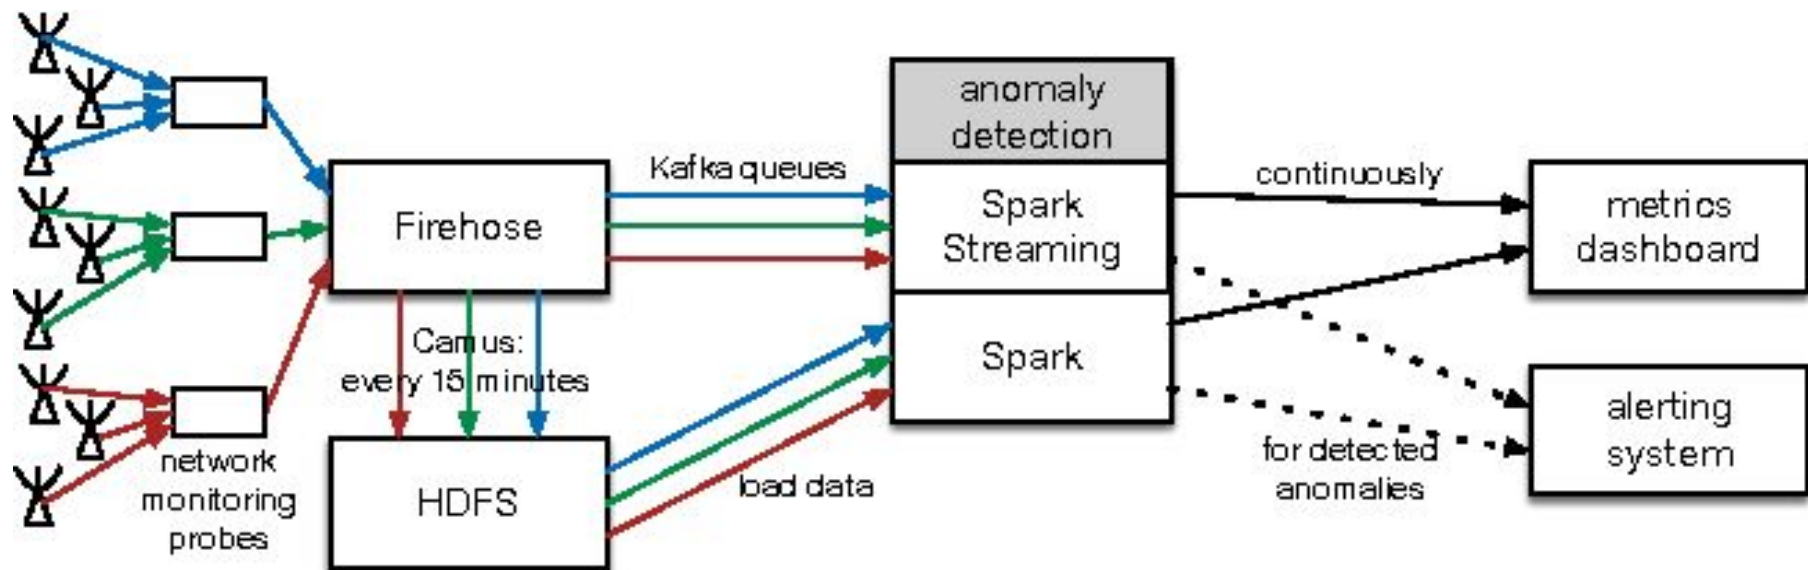 network
monitoring
probes
Firehose
Camus:
every 15 minutes
HDFS
Kafka queues
load data
anomaly
detection
Spark
Streaming
Spark
continuously
for detected
anomalies
metrics
dashboard
alerting
system